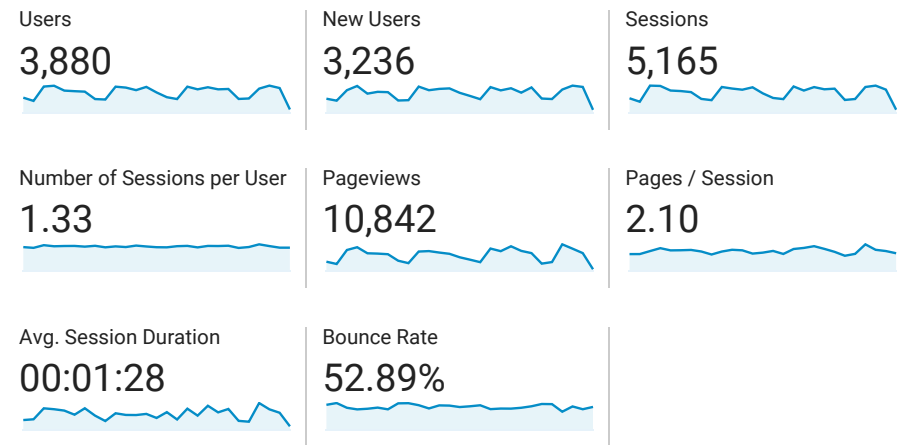 Users
3,880
New Users
3,236
Sessions
5,165
Number of Sessions per User
1.33
Pageviews
10,842
Pages / Session
2.10
Avg. Session Duration
00:01:28
Bounce Rate
52.89%